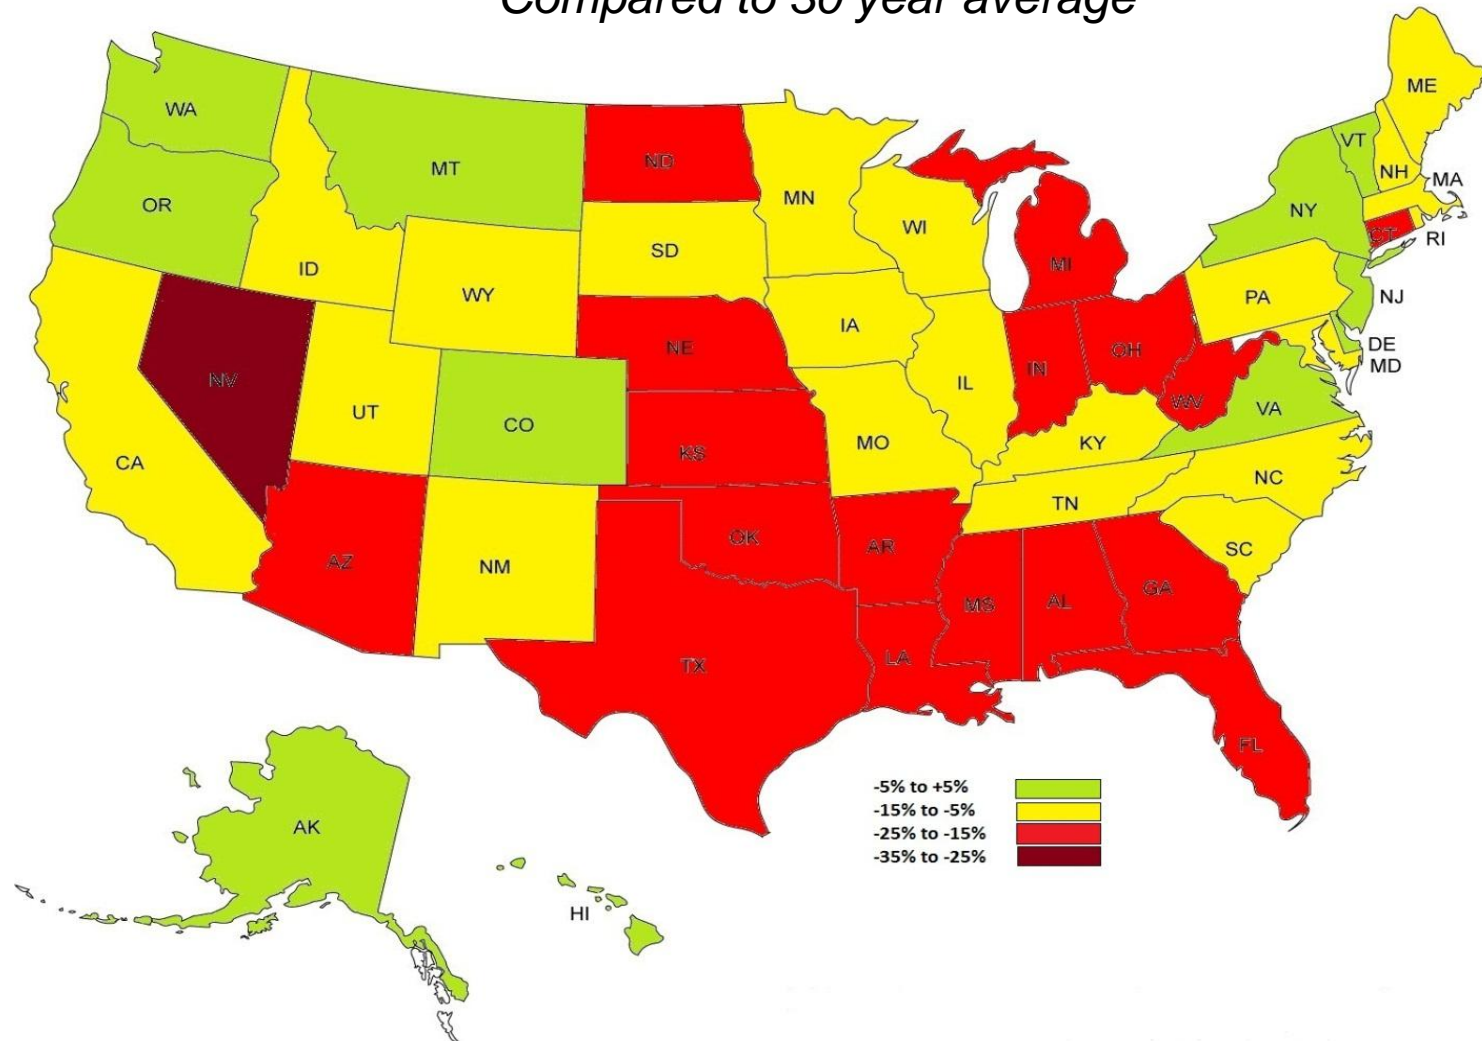 Compared to 30 year average
WA
MT
ND
MN
ME
VT
NH
MA
OR
ID
WY
SD
WI
NY
CT
RI
MI
NV
UT
CO
NE
IA
IL
IN
OH
PA
NJ
DE
MD
WV
VA
CA
KS
MO
KY
NC
TN
AZ
NM
OK
AR
SC
MS
AL
GA
TX
LA
FL
-5% to +5%
-15% to -5%
-25% to -15%
-35% to -25%
AK
HI